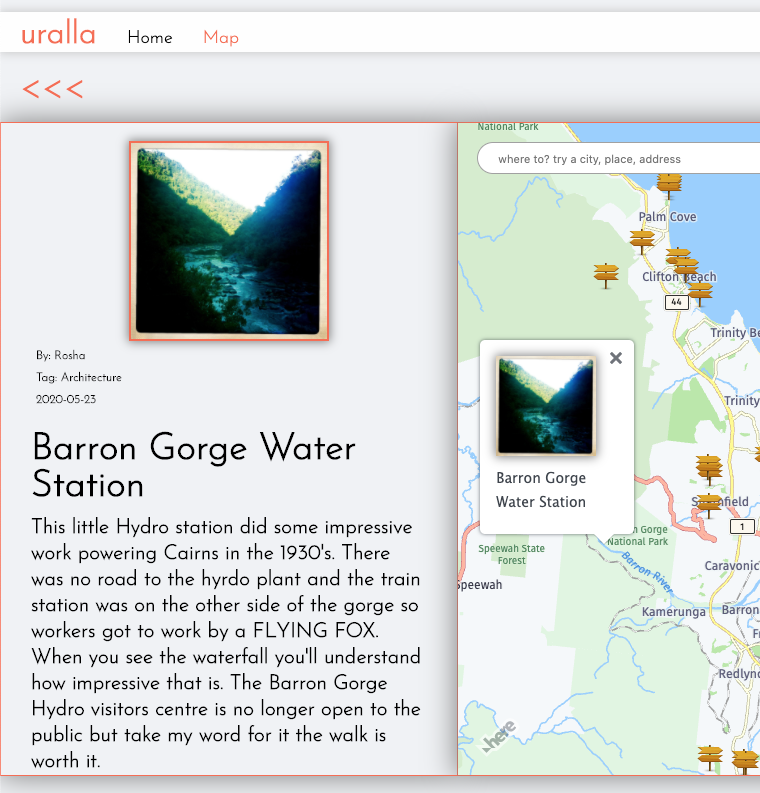 uralla Home Map
<<<
By: Rosha
Tag: Architecture
2020-05-23
Barron Gorge Water
Station
This little Hydro station did some impressive
work powering Cairns in the 1930's. There
was no road to the hyrdo plant and the train
station was on the other side of the gorge so
workers got to work by a FLYING FOX.
When you see the waterfall you'll understand
how impressive that is. The Barron Gorge
Hydro visitors centre is no longer open to the
public but take my word for it the walk is
worth it.
National Park
where to? try a city, place, address
Palm Cove
Clifton Beach
44
Trinity Be
Trinity
Barron Gorge
Water Station
1
n Gorge
National Park
Speewah State
Forest
Speewah
Barron River
Caravonic
Kamerunga
Barron
Redlync
here